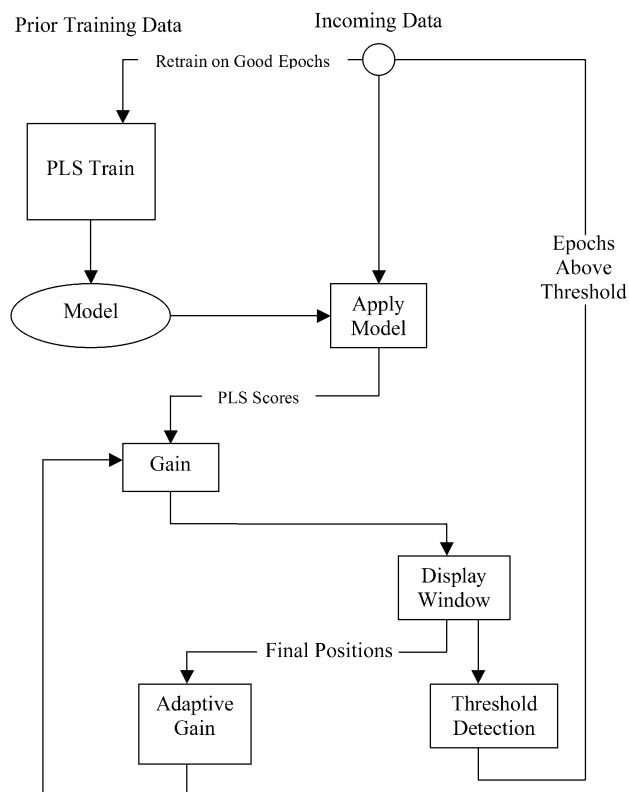 Prior Training Data
Incoming Data
Retrain on Good Epochs
PLS Train
Epochs
Above
Threshold
Model
Apply
Model
PLS Scores
Gain
Display
Window
Final Positions
Adaptive
Gain
Threshold
Detection